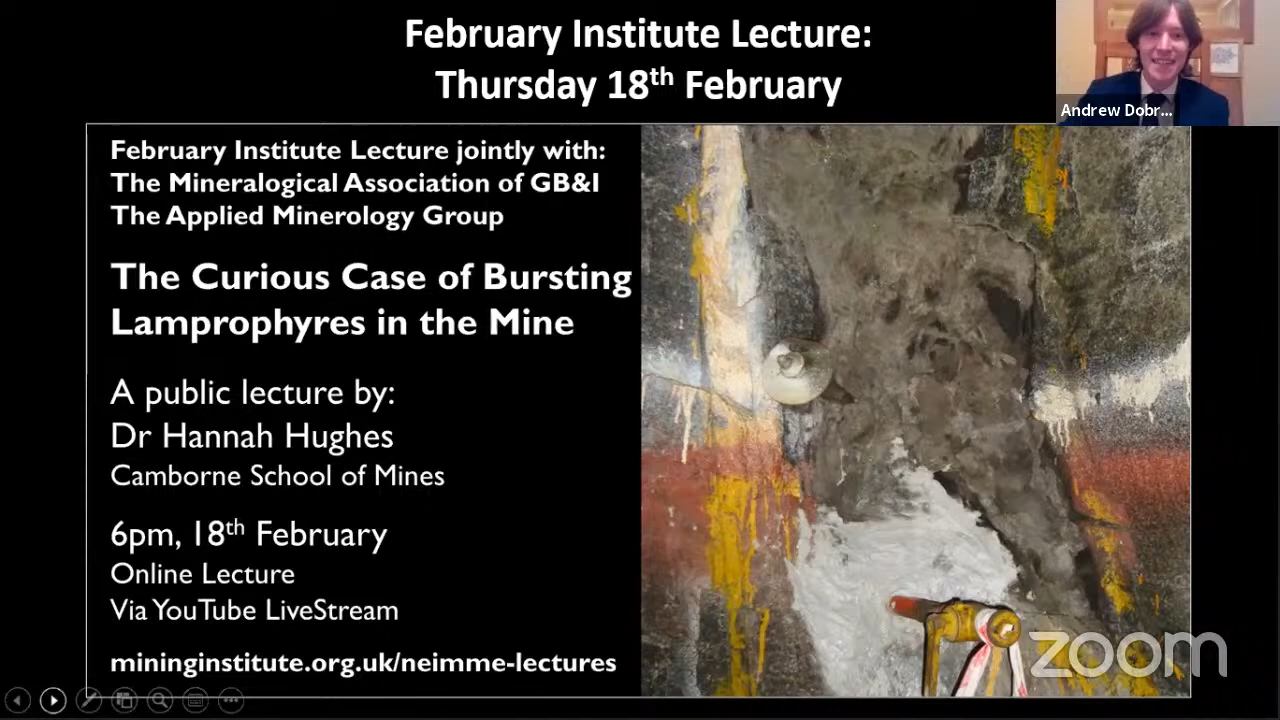 February Institute Lecture:
Thursday 18th February
Andrew Dobr...
February Institute Lecture jointly with:
The Mineralogical Association of GB&I
The Applied Minerology Group
The Curious Case of Bursting
Lamprophyres in the Mine
A public lecture by:
Dr Hannah Hughes
Camborne School of Mines
6pm, 18th February
Online Lecture
Via YouTube LiveStream
mininginstitute.org.uk/neimme-lectures
zoom